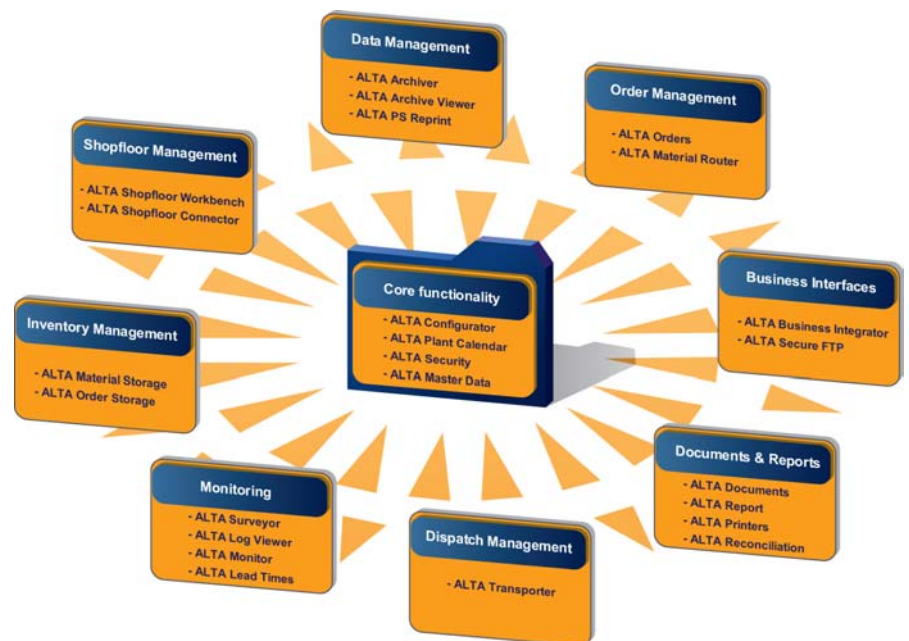 Data Management
- ALTA Archiver
- ALTA Archive Viewer
- ALTA PS Reprint
Order Management
- ALTA Orders
- ALTA Material Router
Shopfloor Management
- ALTA Shopfloor Workbench
- ALTA Shopfloor Connector
Core functionality
- ALTA Configurator
- ALTA Plant Calendar
- ALTA Security
- ALTA Master Data
Business Interfaces
- ALTA Business Integrator
- ALTA Secure FTP
Inventory Management
- ALTA Material Storage
- ALTA Order Storage
Documents & Reports
- ALTA Documents
- ALTA Report
- ALTA Printers
- ALTA Reconciliation
Monitoring
- ALTA Surveyor
- ALTA Log Viewer
- ALTA Monitor
- ALTA Lead Times
Dispatch Management
- ALTA Transporter